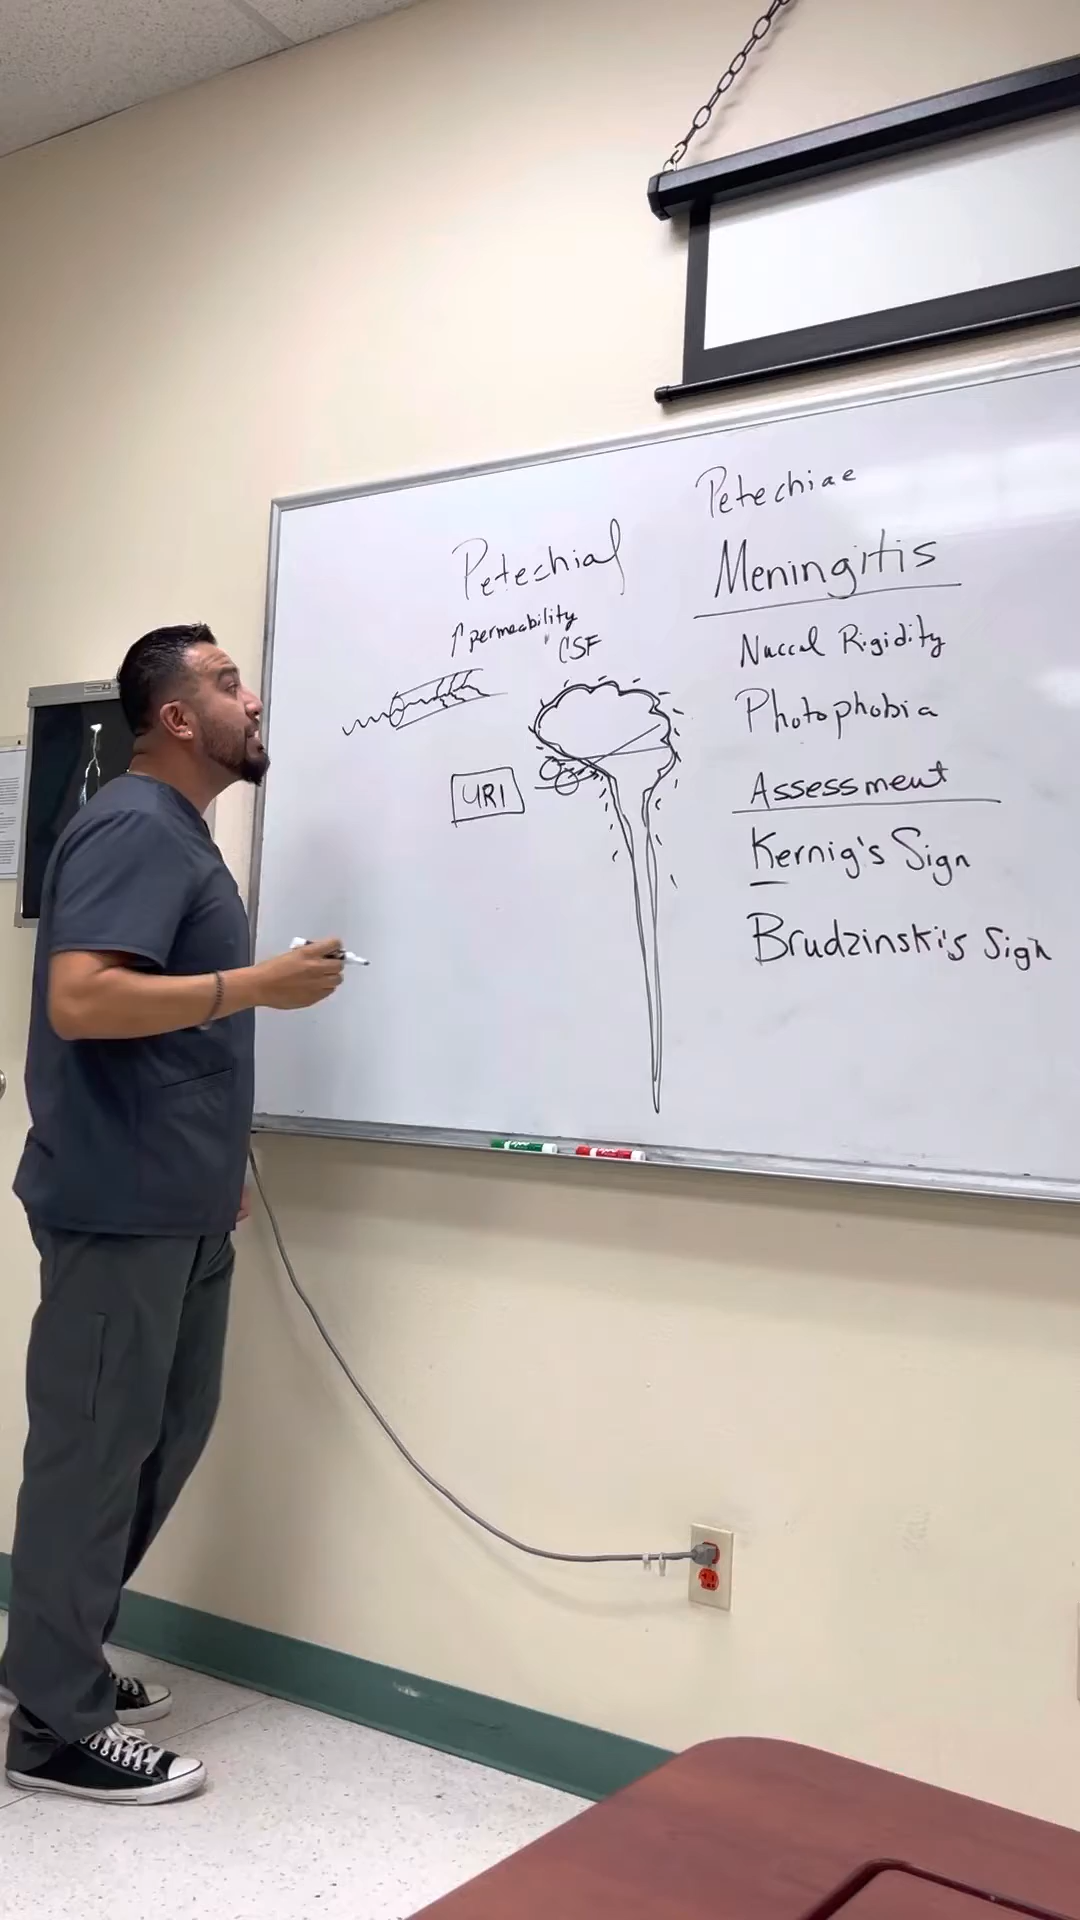 Petechiae
Petechial
Meningitis
↑ permeability
CSF
Nuccal Rigidity
Photophobia
URI
Assessment
Kernig's Sign
Brudzinski's Sign